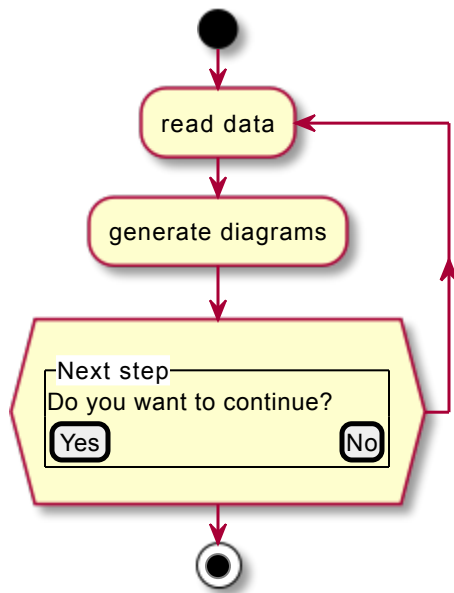 read data
generate diagrams
Next step
Do you want to continue?
Yes No